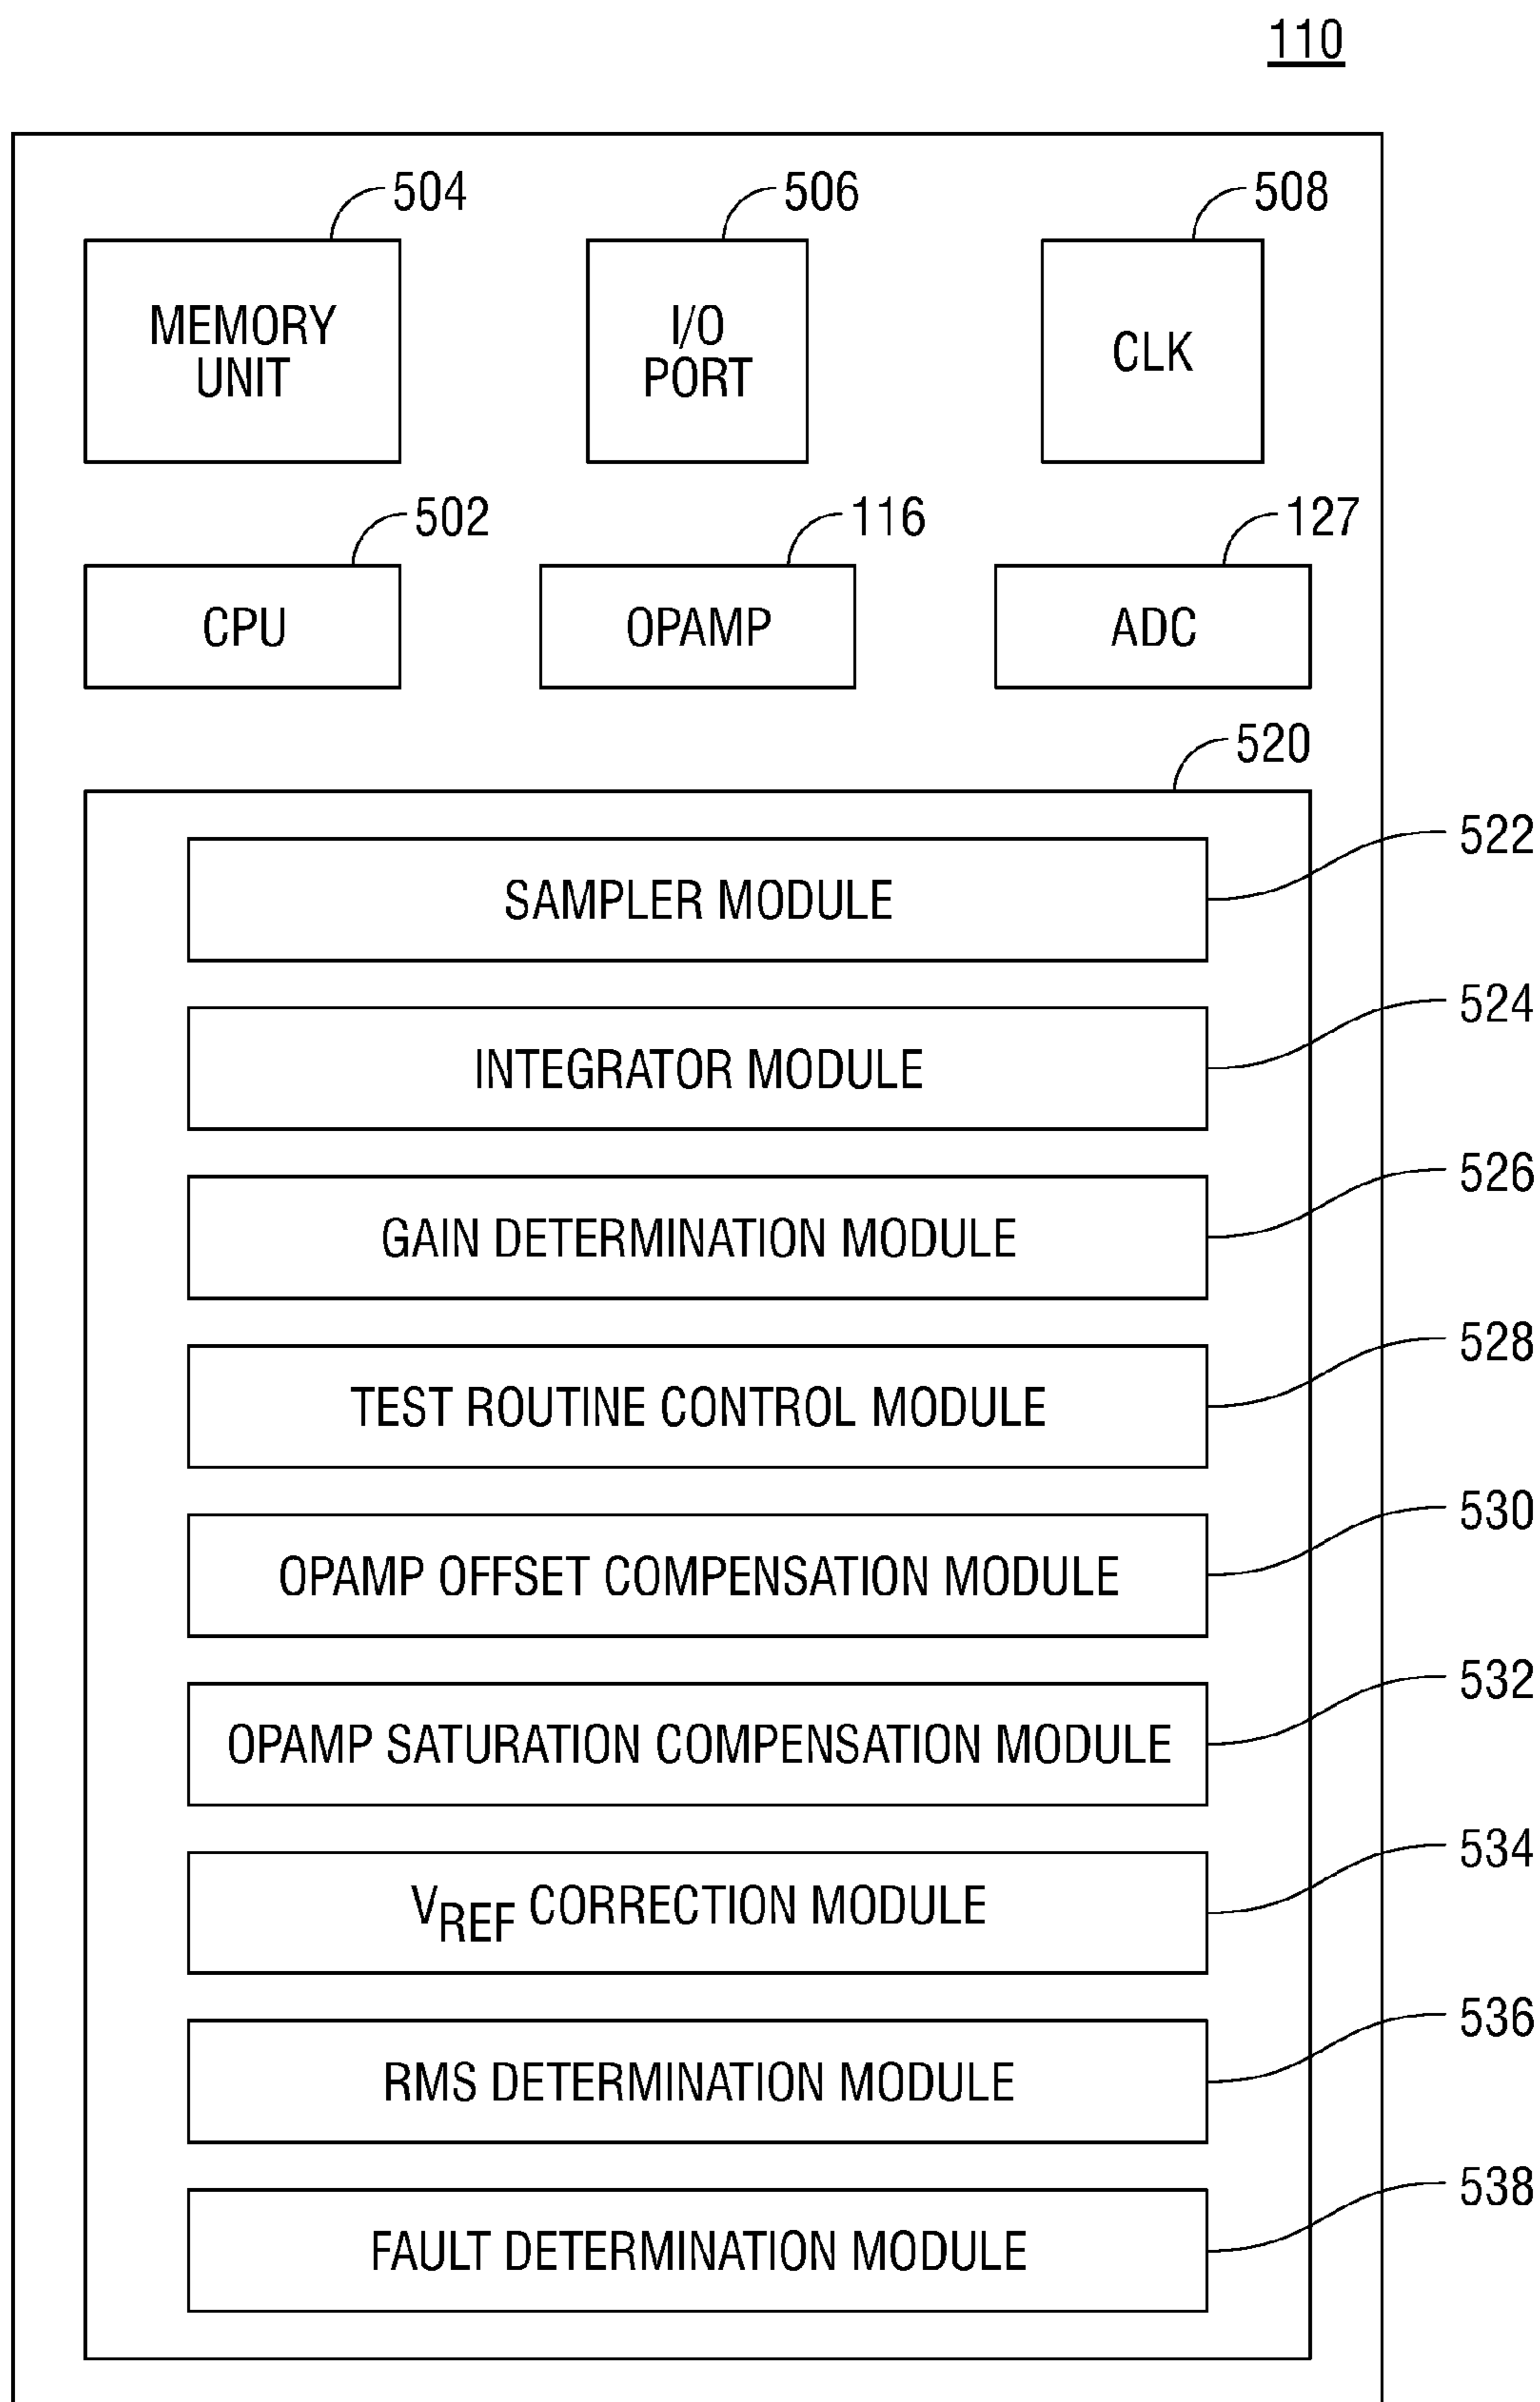 110
504
506
508
MEMORY
UNIT
I/O
PORT
CLK
502
116
127
CPU
OPAMP
ADC
520
522
SAMPLER MODULE
524
INTEGRATOR MODULE
526
GAIN DETERMINATION MODULE
528
TEST ROUTINE CONTROL MODULE
530
OPAMP OFFSET COMPENSATION MODULE
532
OPAMP SATURATION COMPENSATION MODULE
534
VREF CORRECTION MODULE
536
RMS DETERMINATION MODULE
538
FAULT DETERMINATION MODULE